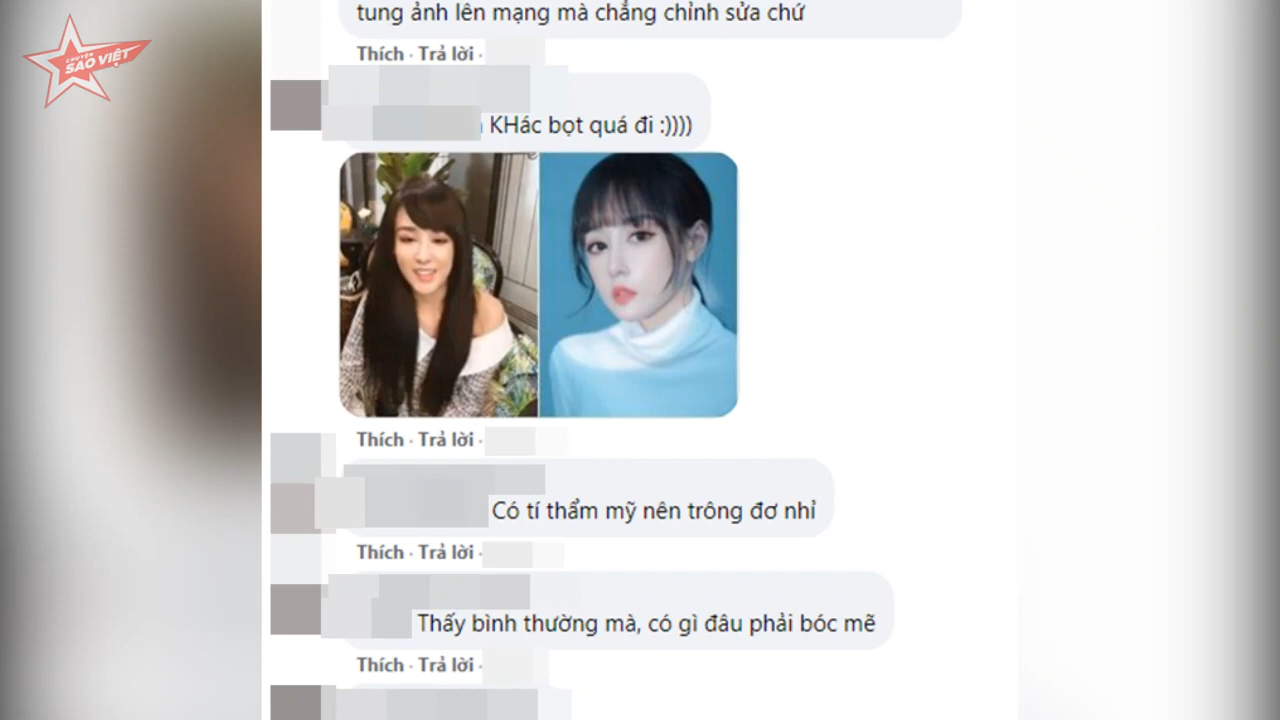 CHUYỆN
SAO VIỆT
tung ảnh lên mạng mà chẳng chỉnh sửa chứ
Thích · Trả lời ·
KHác bọt quá đi :))))
Thích · Trả lời ·
Có tí thẩm mỹ nên trông đơ nhỉ
Thích · Trả lời ·
Thấy bình thường mà, có gì đâu phải bóc mẽ
Thích · Trả lời ·